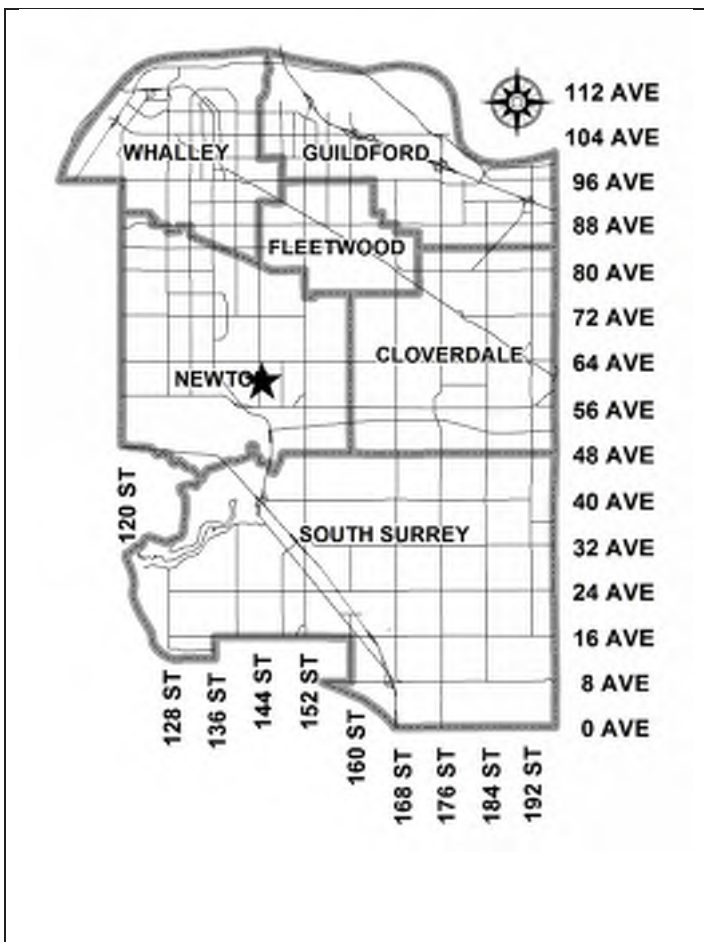 112 AVE
104 AVE
WHALLEY
GUILDFORD
96 AVE
88 AVE
FLEETWOOD
80 AVE
72 AVE
CLOVERDALE
64 AVE
NEWTO
56 AVE
48 AVE
120 ST
40 AVE
SOUTH SURREY
32 AVE
24 AVE
16 AVE
8 AVE
128 ST
136 ST
144 ST
152 ST
160 ST
0 AVE
168 ST
176 ST
184 ST
192 ST